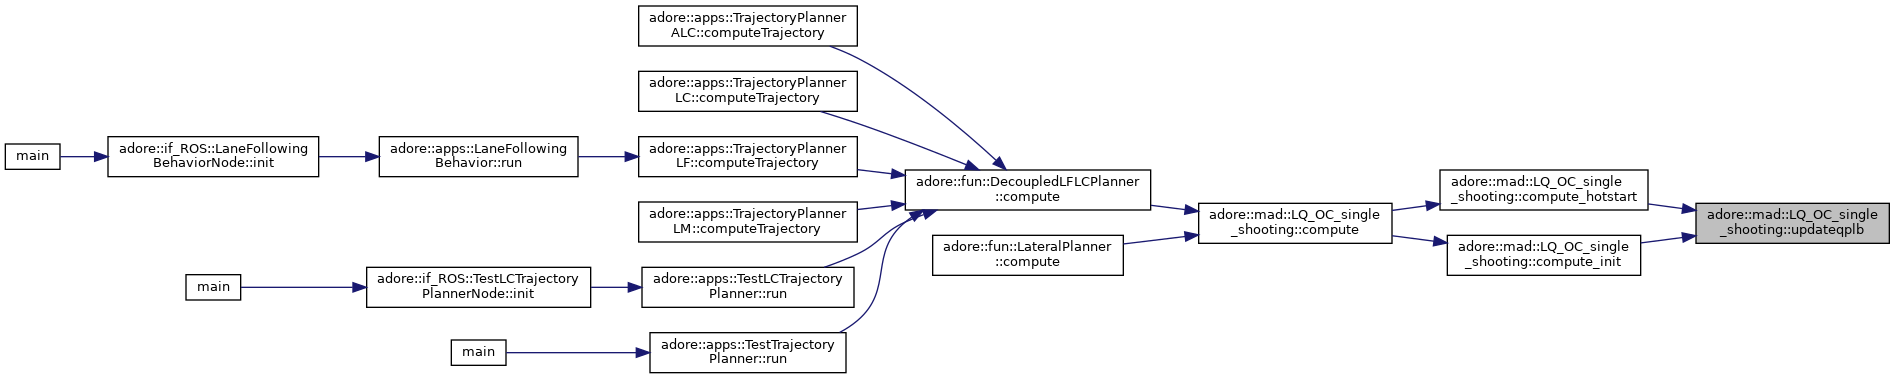 adore::apps::TrajectoryPlanner
ALC::computeTrajectory
adore::apps::TrajectoryPlanner
LC::computeTrajectory
main
adore::if_ROS::LaneFollowing
BehaviorNode::init
adore::apps::LaneFollowing
Behavior::run
adore::apps::TrajectoryPlanner
LF::computeTrajectory
adore::apps::TrajectoryPlanner
LM::computeTrajectory
adore::fun::DecoupledLFLCPlanner
::compute
adore::fun::LateralPlanner
::compute
adore::mad::LQ_OC_single
_shooting::compute
adore::mad::LQ_OC_single
_shooting::compute_hotstart
adore::mad::LQ_OC_single
_shooting::compute_init
adore::mad::LQ_OC_single
_shooting::updateqplb
main
adore::if_ROS::TestLCTrajectory
PlannerNode::init
adore::apps::TestLCTrajectory
Planner::run
main
adore::apps::TestTrajectory
Planner::run